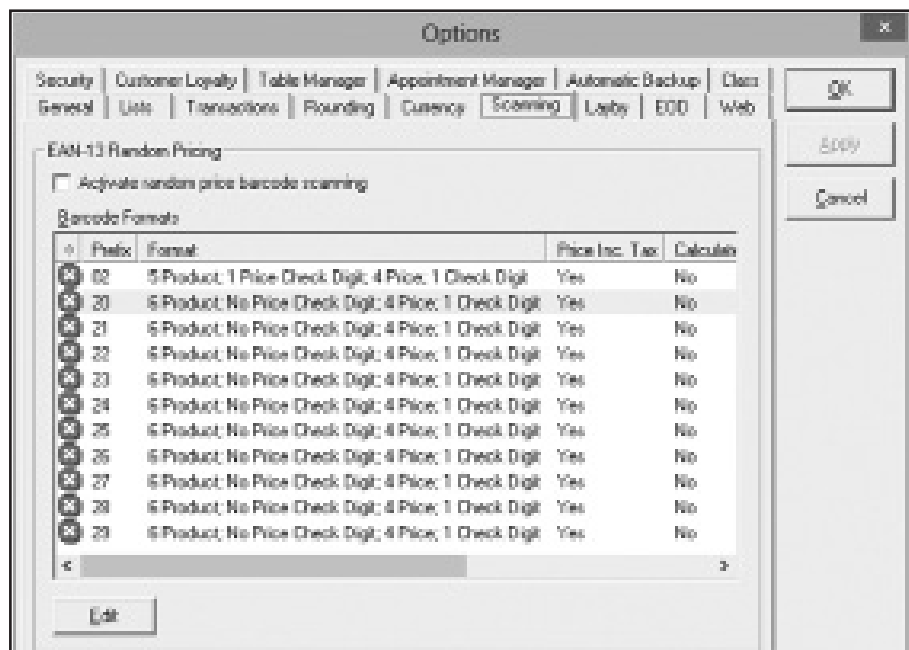 Options
x
Security Customer Loyalty Table Manager Appointment Manager Automatic Backup Class
General Lists Transactions Rounding Currency Scanning Layby EOD Web
OK
Apply
Cancel
EAN-13 Random Pricing
Activate random price barcode scanning
Barcode Formats
Prefix Format Price Inc. Tax Calculate
02 5 Product; 1 Price Check Digit; 4 Price; 1 Check Digit Yes No
20 6 Product; No Price Check Digit; 4 Price; 1 Check Digit Yes No
21 6 Product; No Price Check Digit; 4 Price; 1 Check Digit Yes No
22 6 Product; No Price Check Digit; 4 Price; 1 Check Digit Yes No
23 6 Product; No Price Check Digit; 4 Price; 1 Check Digit Yes No
24 6 Product; No Price Check Digit; 4 Price; 1 Check Digit Yes No
25 6 Product; No Price Check Digit; 4 Price; 1 Check Digit Yes No
26 6 Product; No Price Check Digit; 4 Price; 1 Check Digit Yes No
27 6 Product; No Price Check Digit; 4 Price; 1 Check Digit Yes No
28 6 Product; No Price Check Digit; 4 Price; 1 Check Digit Yes No
29 6 Product; No Price Check Digit; 4 Price; 1 Check Digit Yes No
Edit